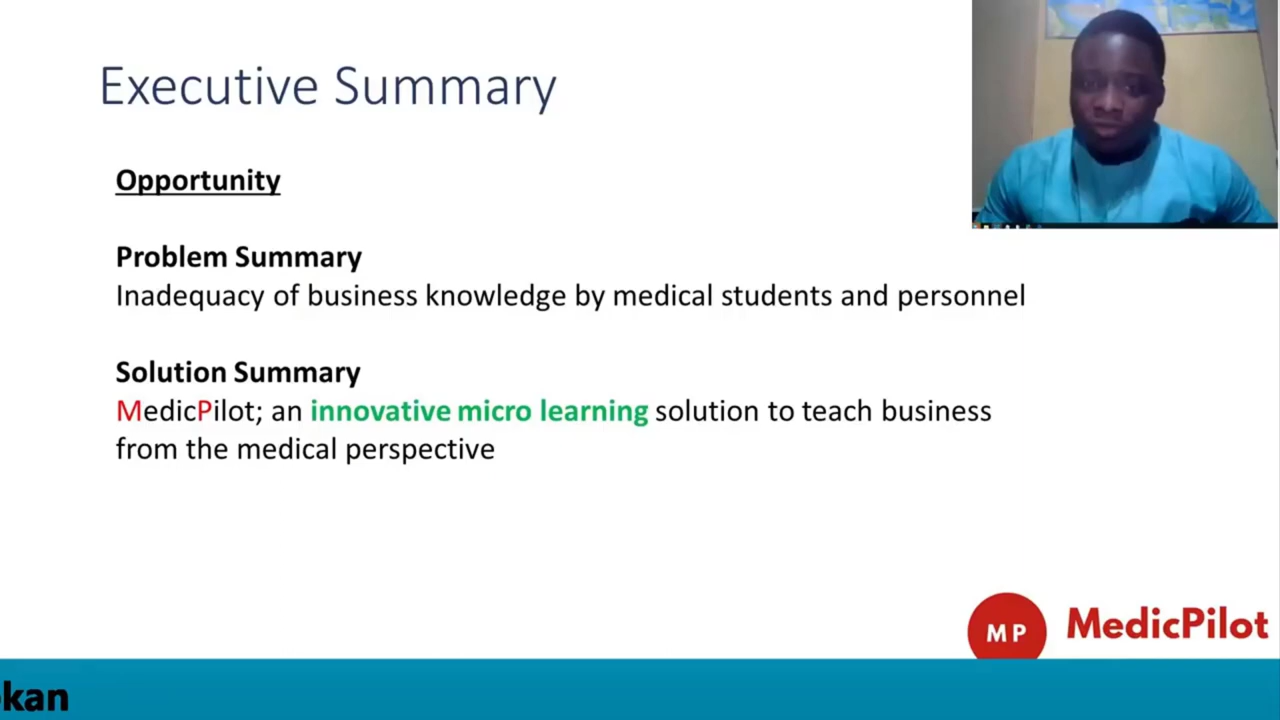 Executive Summary
Opportunity
Problem Summary
Inadequacy of business knowledge by medical students and personnel
Solution Summary
MedicPilot; an innovative micro learning solution to teach business
from the medical perspective
MP
MedicPilot
kan